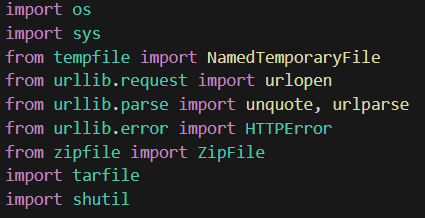 import os
import sys
from tempfile import NamedTemporaryFile
from urllib.request import urlopen
from urllib.parse import unquote, urlparse
from urllib.error import HTTPError
from zipfile import ZipFile
import tarfile
import shutil